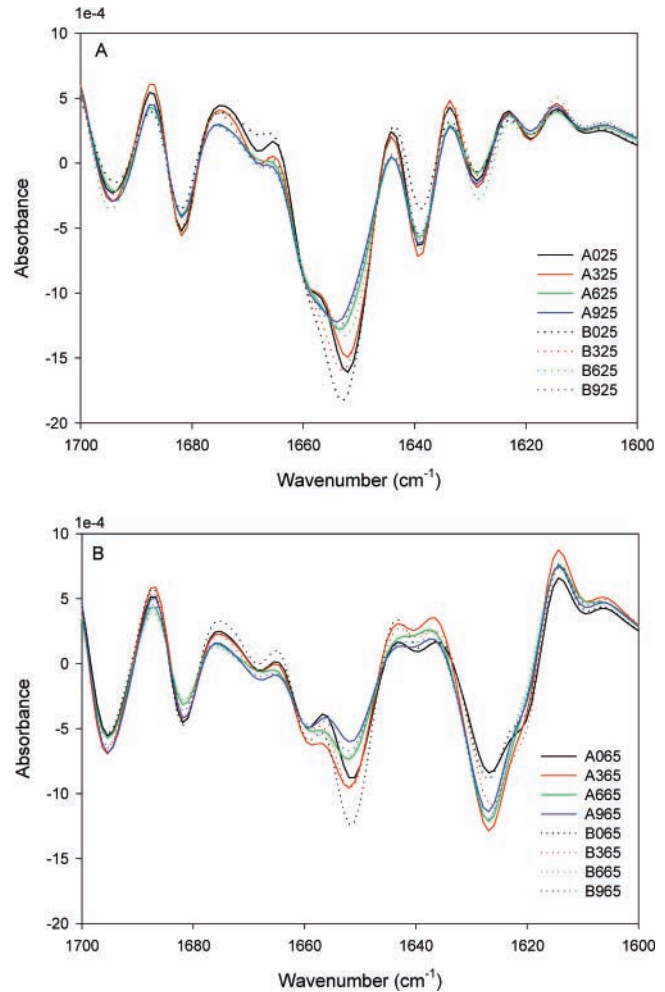 1e-4
10
A
5
0
-5
-10
-15
-20
Absorbance
A025
A325
A625
A925
B025
B325
B625
B925
1700 1680 1660 1640 1620 1600
Wavenumber (cm-1)
1e-4
10
B
5
0
-5
-10
-15
-20
Absorbance
A065
A365
A665
A965
B065
B365
B665
B965
1700 1680 1660 1640 1620 1600
Wavenumber (cm-1)